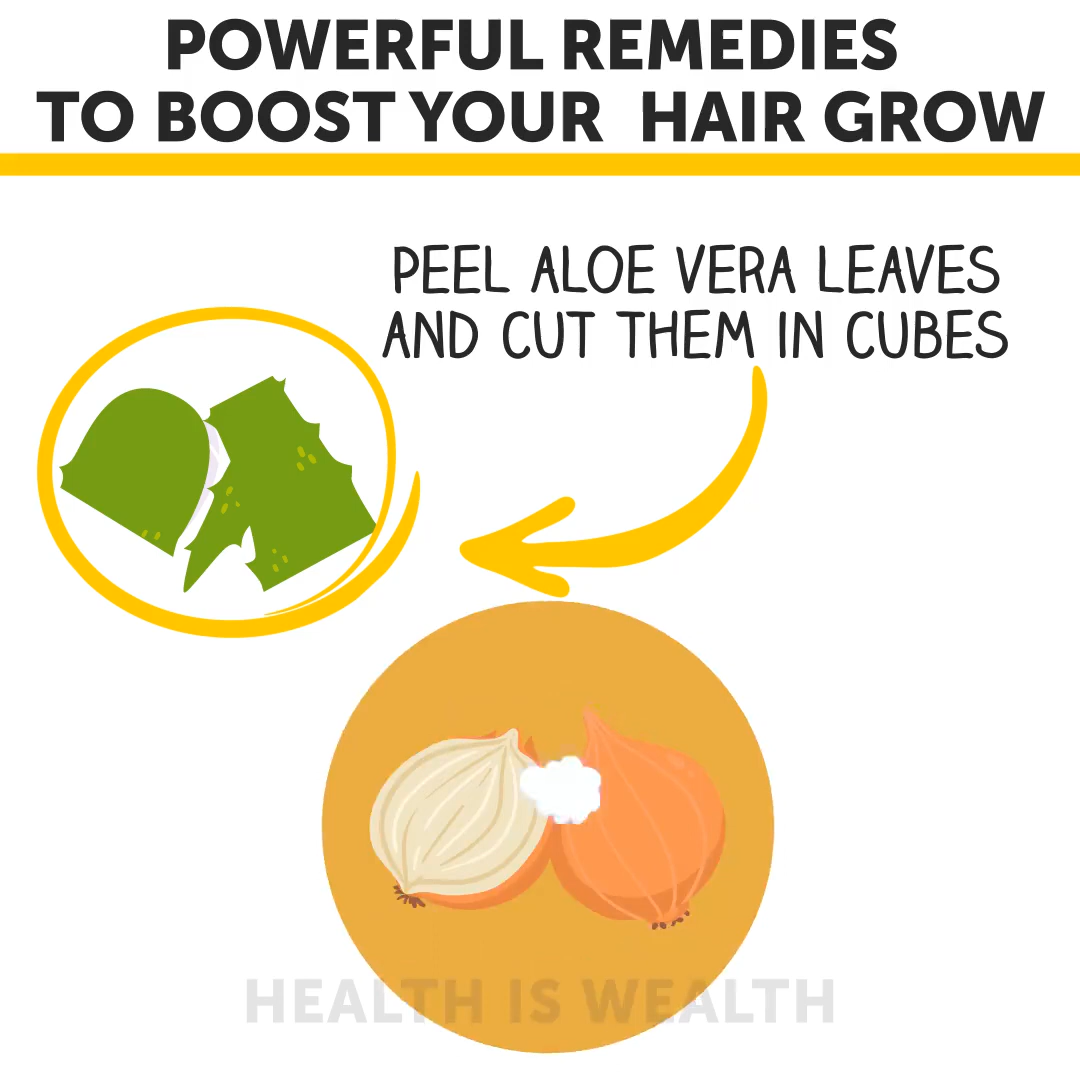 POWERFUL REMEDIES
TO BOOST YOUR HAIR GROW
PEEL ALOE VERA LEAVES
AND CUT THEM IN CUBES
HEALTH IS WEALTH